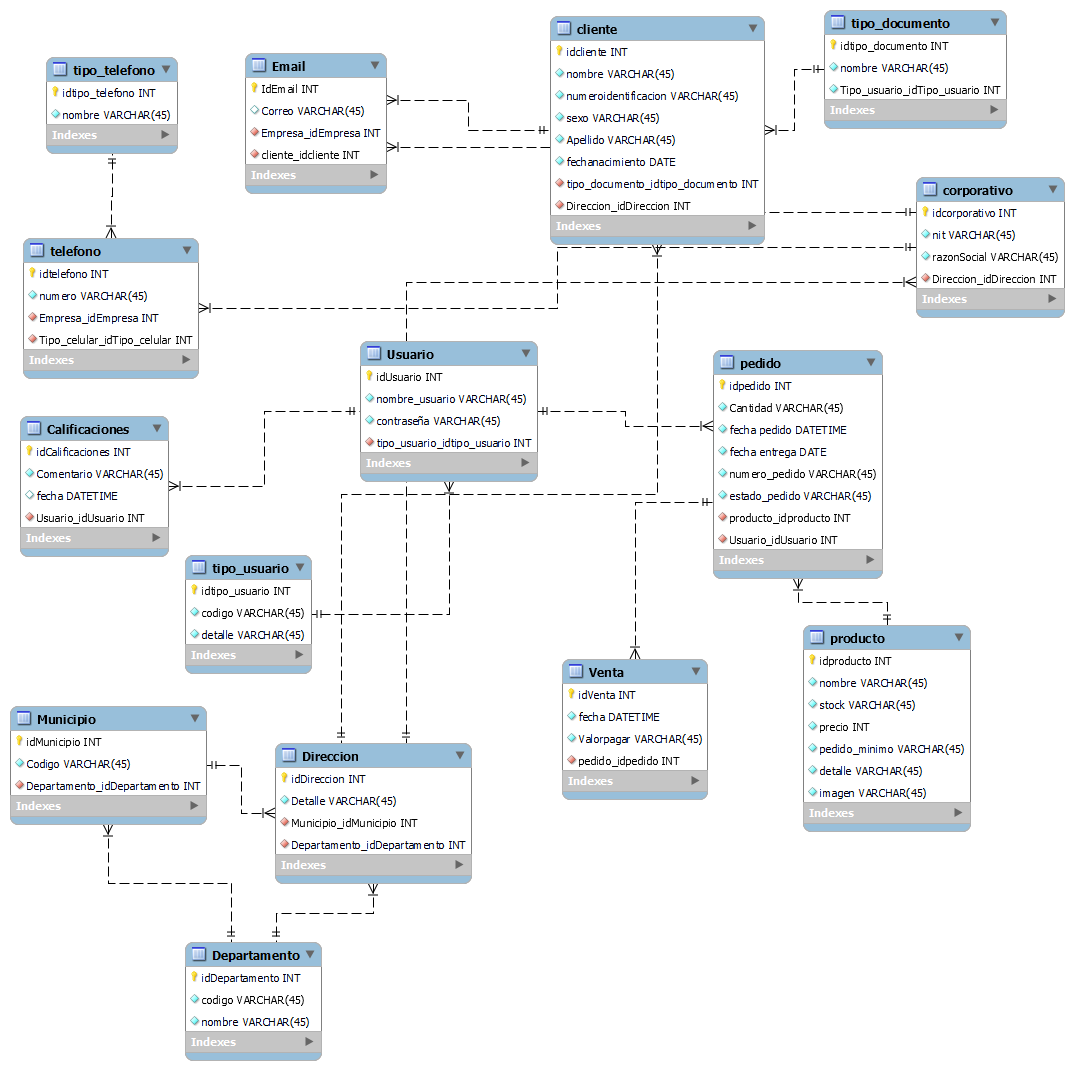 tipo_telefono
idtipo_telefono INT
nombre VARCHAR(45)
Indexes
Email
IdEmail INT
Correo VARCHAR(45)
Empresa_idEmpresa INT
cliente_idcliente INT
Indexes
cliente
idcliente INT
nombre VARCHAR(45)
numeroidentificacion VARCHAR(45)
sexo VARCHAR(45)
Apellido VARCHAR(45)
fechanacimiento DATE
tipo_documento_idtipo_documento INT
Direccion_idDireccion INT
Indexes
tipo_documento
idtipo_documento INT
nombre VARCHAR(45)
Tipo_usuario_idTipo_usuario INT
Indexes
corporativo
idcorporativo INT
nit VARCHAR(45)
razonSocial VARCHAR(45)
Direccion_idDireccion INT
Indexes
telefono
idtelefono INT
numero VARCHAR(45)
Empresa_idEmpresa INT
Tipo_celular_idTipo_celular INT
Indexes
Usuario
idUsuario INT
nombre_usuario VARCHAR(45)
contraseña VARCHAR(45)
tipo_usuario_idtipo_usuario INT
Indexes
pedido
idpedido INT
Cantidad VARCHAR(45)
fecha pedido DATETIME
fecha entrega DATE
numero_pedido VARCHAR(45)
estado_pedido VARCHAR(45)
producto_idproducto INT
Usuario_idUsuario INT
Indexes
Calificaciones
idCalificaciones INT
Comentario VARCHAR(45)
fecha DATETIME
Usuario_idUsuario INT
Indexes
tipo_usuario
idtipo_usuario INT
codigo VARCHAR(45)
detalle VARCHAR(45)
Indexes
Venta
idVenta INT
fecha DATETIME
Valorpagar VARCHAR(45)
pedido_idpedido INT
Indexes
producto
idproducto INT
nombre VARCHAR(45)
stock VARCHAR(45)
precio INT
pedido_minimo VARCHAR(45)
detalle VARCHAR(45)
imagen VARCHAR(45)
Indexes
Municipio
idMunicipio INT
Codigo VARCHAR(45)
Departamento_idDepartamento INT
Indexes
Direccion
idDireccion INT
Detalle VARCHAR(45)
Municipio_idMunicipio INT
Departamento_idDepartamento INT
Indexes
Departamento
idDepartamento INT
codigo VARCHAR(45)
nombre VARCHAR(45)
Indexes